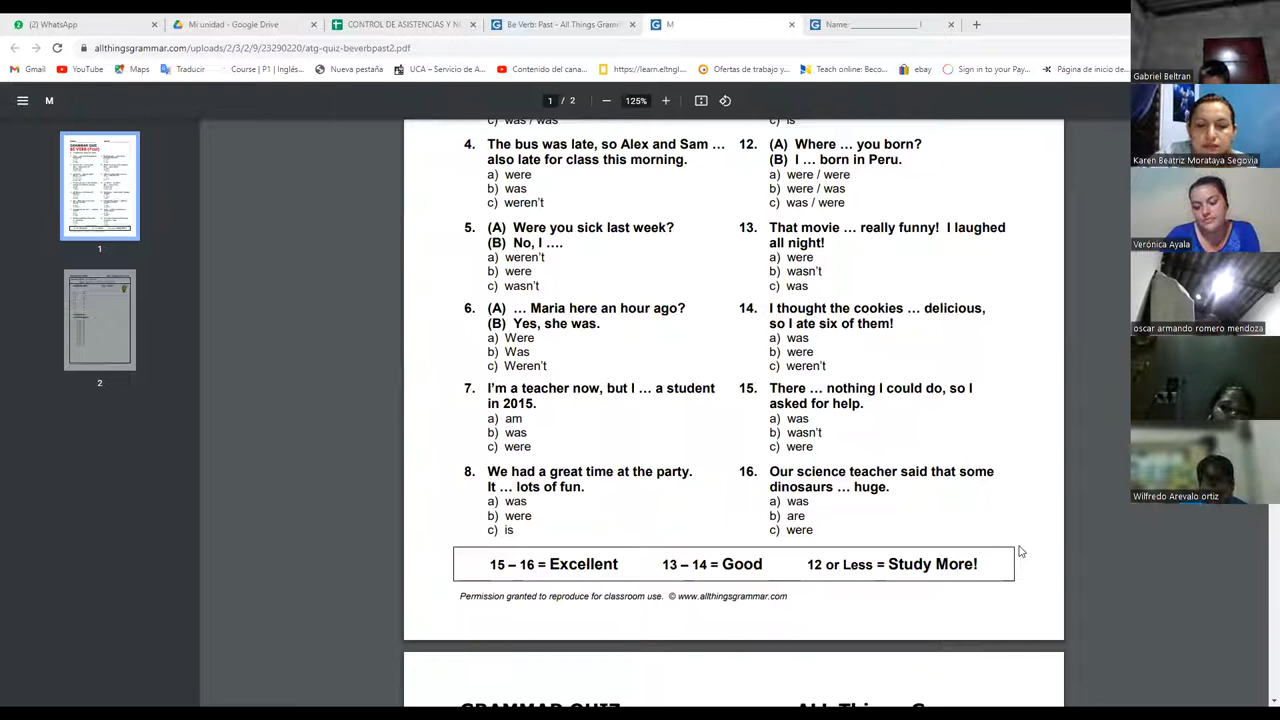 (2) WhatsApp
Mi unidad - Google Drive
CONTROL DE ASISTENCIAS Y N
Be Verb: Past - All Things Gramm
M
Name: ______________ I
allthingsgrammar.com/uploads/2/3/2/9/23290220/atg-quiz-beverbpast2.pdf
Gmail
YouTube
Maps
Traducir
Course | P1 | Inglés...
Nueva pestaña
UCA – Servicio de A...
Contenido del cana...
https://learn.eltngl....
Ofertas de trabajo y...
Teach online: Beco...
ebay
Sign in to your Pay...
Página de inicio de
M
1 / 2
125%
1
2
c) was / was
4. The bus was late, so Alex and Sam …
also late for class this morning.
a) were
b) was
c) weren't
5. (A) Were you sick last week?
(B) No, I ….
a) weren't
b) were
c) wasn't
6. (A) … Maria here an hour ago?
(B) Yes, she was.
a) Were
b) Was
c) Weren't
7. I'm a teacher now, but I … a student
in 2015.
a) am
b) was
c) were
8. We had a great time at the party.
It … lots of fun.
a) was
b) were
c) is
c) is
12. (A) Where … you born?
(B) I … born in Peru.
a) were / were
b) were / was
c) was / were
13. That movie … really funny! I laughed
all night!
a) were
b) wasn't
c) was
14. I thought the cookies … delicious,
so I ate six of them!
a) was
b) were
c) weren't
15. There … nothing I could do, so I
asked for help.
a) was
b) wasn't
c) were
16. Our science teacher said that some
dinosaurs … huge.
a) was
b) are
c) were
15 – 16 = Excellent 13 – 14 = Good 12 or Less = Study More!
Permission granted to reproduce for classroom use. © www.allthingsgrammar.com
GRAMMAR QUIZ
Gabriel Beltran
Karen Beatriz Morataya Segovia
Verónica Ayala
oscar armando romero mendoza
Wilfredo Arevalo ortiz